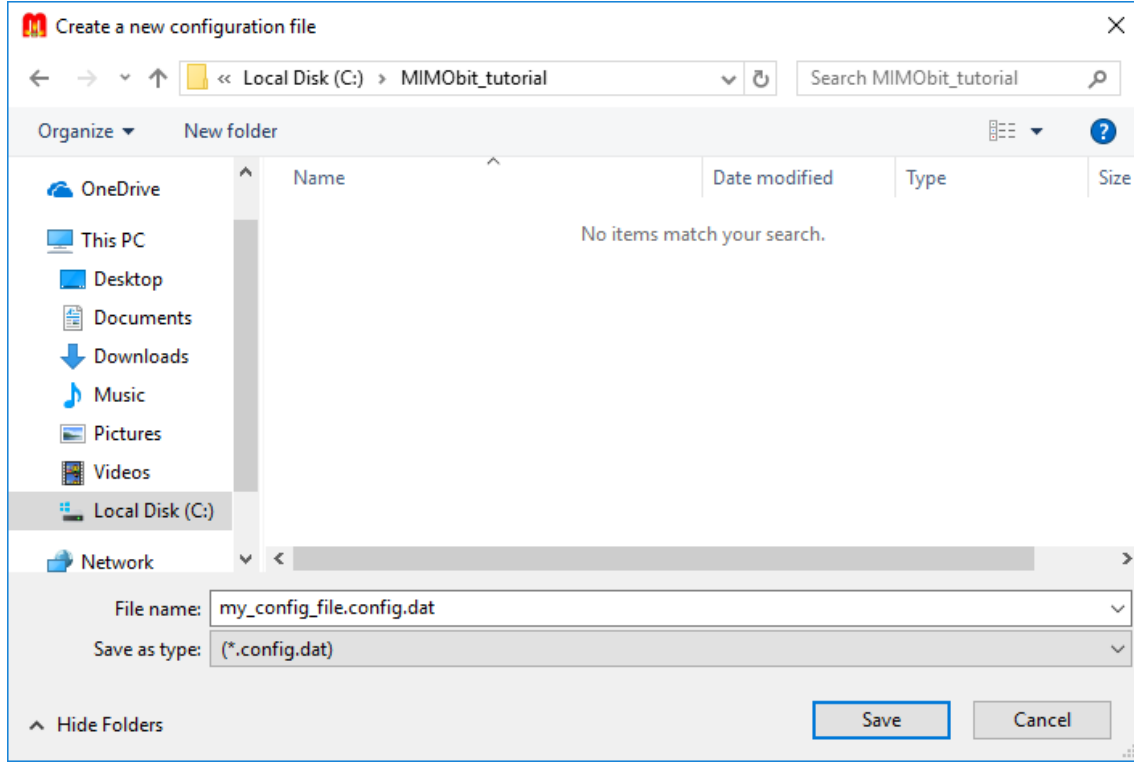 Create a new configuration file
« Local Disk (C:) > MIMObit_tutorial
Search MIMObit_tutorial
Organize
New folder
Name
Date modified
Type
Size
No items match your search.
OneDrive
This PC
Desktop
Documents
Downloads
Music
Pictures
Videos
Local Disk (C:)
Network
File name: my_config_file.config.dat
Save as type: (*.config.dat)
Hide Folders
Save
Cancel